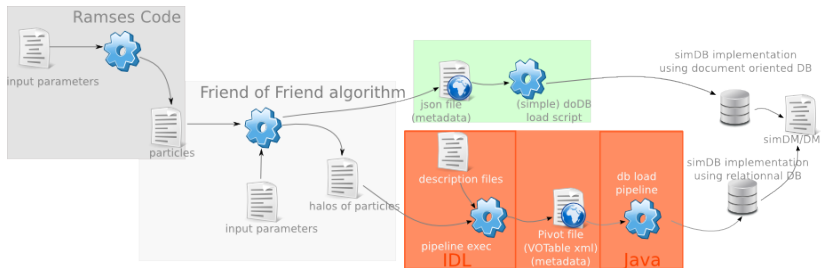 Ramses Code
input parameters
particles
Friend of Friend algorithm
input parameters
halos of particles
json file
(metadata)
(simple) doDB
load script
simDB implementation
using document oriented DB
simDM/DM
simDB implementation
using relationnal DB
description files
pipeline exec
IDL
Pivot file
(VOTable xml)
(metadata)
db load
pipeline
Java